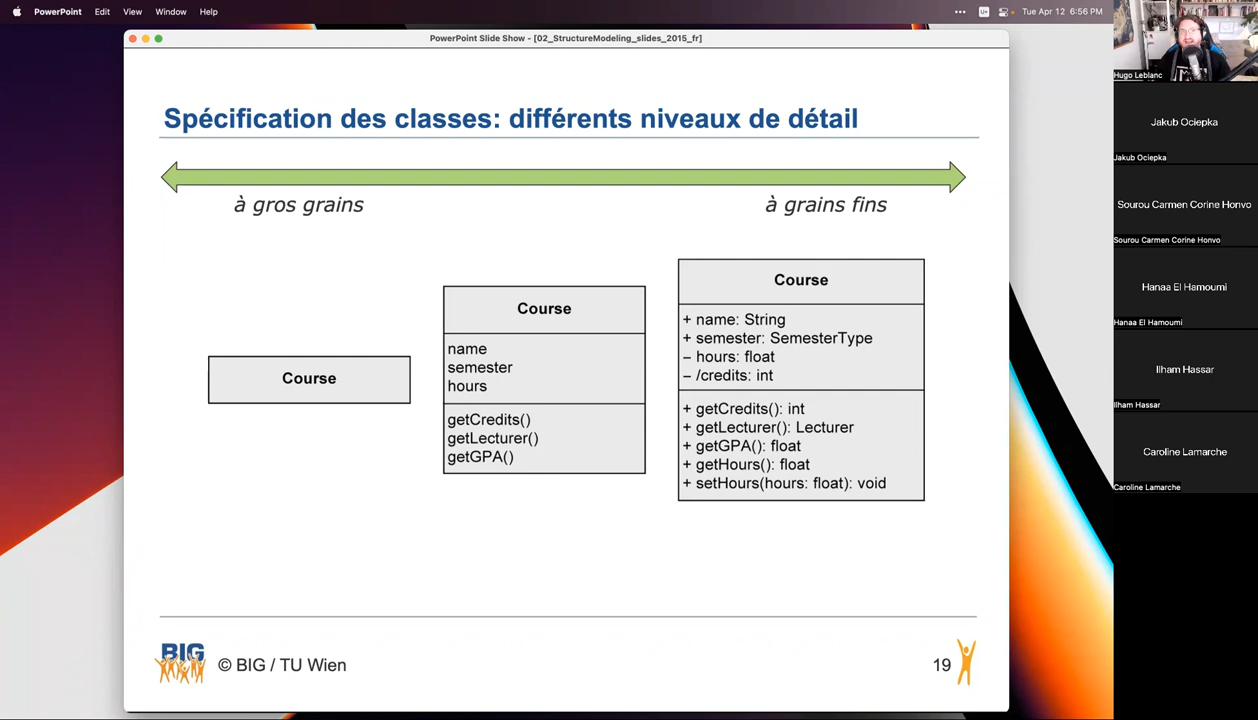 PowerPoint Edit View Window Help
Tue Apr 12 6:56 PM
PowerPoint Slide Show - [02_StructureModeling_slides_2015_fr]
Spécification des classes: différents niveaux de détail
à gros grains
à grains fins
Course
Course
name
semester
hours
getCredits()
getLecturer()
getGPA()
Course
+ name: String
+ semester: SemesterType
– hours: float
– /credits: int
+ getCredits(): int
+ getLecturer(): Lecturer
+ getGPA(): float
+ getHours(): float
+ setHours(hours: float): void
BIG
© BIG / TU Wien
19
Hugo Leblanc
Jakub Ociepka
Jakub Ociepka
Sourou Carmen Corine Honvo
Sourou Carmen Corine Honvo
Hanaa El Hamoumi
Hanaa El Hamoumi
Ilham Hassar
Ilham Hassar
Caroline Lamarche
Caroline Lamarche